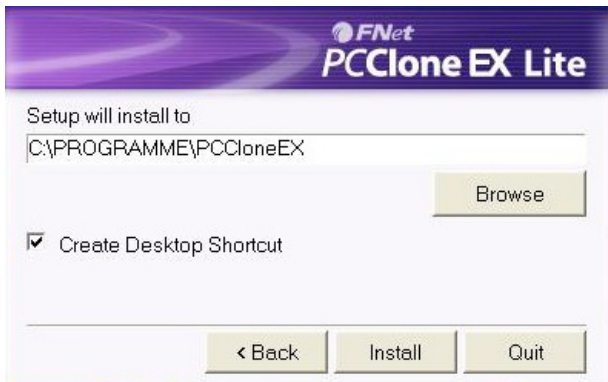 FNet
PCClone EX Lite
Setup will install to
C:\PROGRAMME\PCCloneEX
Browse
Create Desktop Shortcut
< Back Install Quit